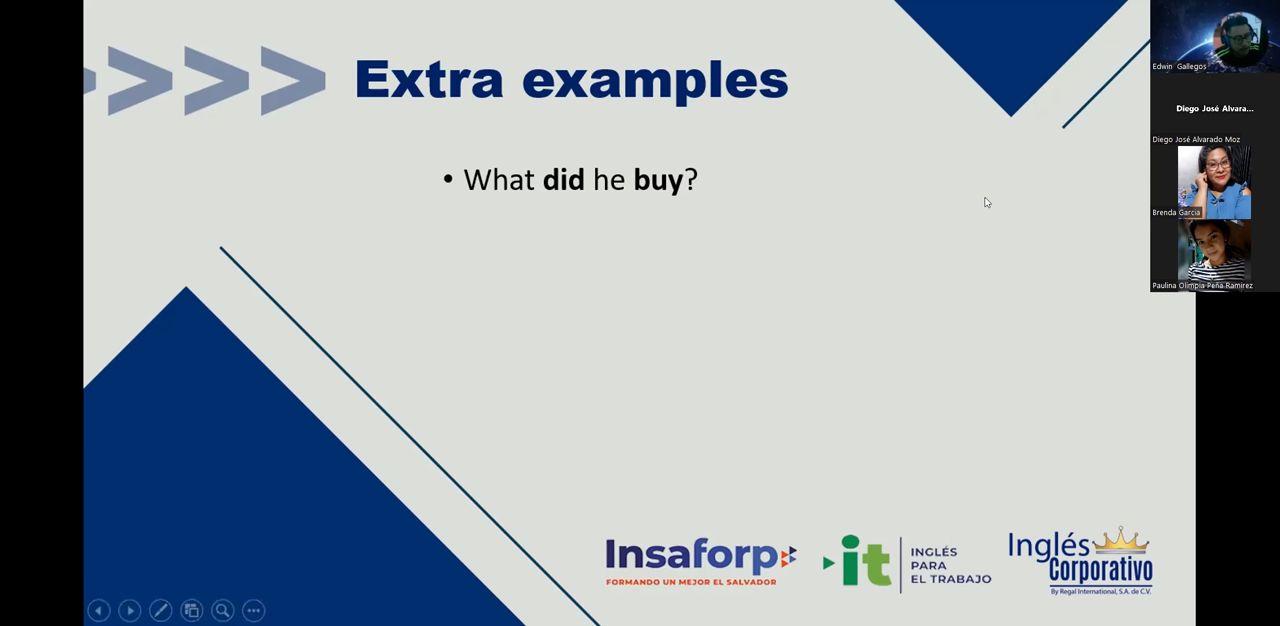 Extra examples
• What did he buy?
Edwin Gallegos
Diego José Alvara...
Diego José Alvarado Moz
Brenda Garcia
Paulina Olimpia Peña Ramirez
Insaforp
FORMANDO UN MEJOR EL SALVADOR
it
INGLÉS
PARA
EL TRABAJO
Inglés
Corporativo
By Regal International, S.A. de C.V.